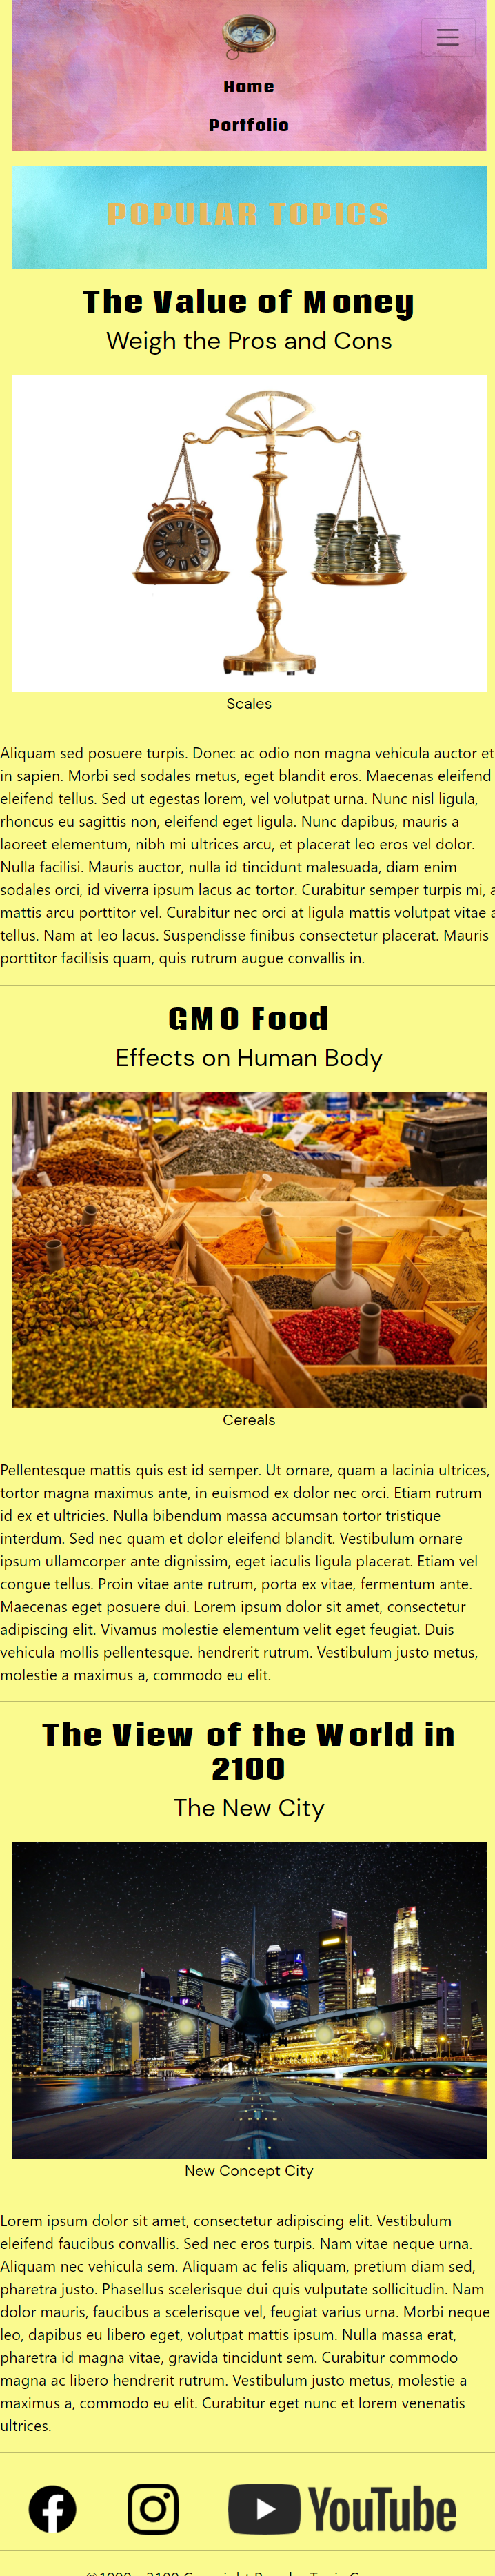 Home
Portfolio
POPULAR TOPICS
The Value of Money
Weigh the Pros and Cons
Scales
Aliquam sed posuere turpis. Donec ac odio non magna vehicula auctor et
in sapien. Morbi sed sodales metus, eget blandit eros. Maecenas eleifend
eleifend tellus. Sed ut egestas lorem, vel volutpat urna. Nunc nisl ligula,
rhoncus eu sagittis non, eleifend eget ligula. Nunc dapibus, mauris a
laoreet elementum, nibh mi ultrices arcu, et placerat leo eros vel dolor.
Nulla facilisi. Mauris auctor, nulla id tincidunt malesuada, diam enim
sodales orci, id viverra ipsum lacus ac tortor. Curabitur semper turpis mi, a
mattis arcu porttitor vel. Curabitur nec orci at ligula mattis volutpat vitae a
tellus. Nam at leo lacus. Suspendisse finibus consectetur placerat. Mauris
porttitor facilisis quam, quis rutrum augue convallis in.
GMO Food
Effects on Human Body
Cereals
Pellentesque mattis quis est id semper. Ut ornare, quam a lacinia ultrices,
tortor magna maximus ante, in euismod ex dolor nec orci. Etiam rutrum
id ex et ultricies. Nulla bibendum massa accumsan tortor tristique
interdum. Sed nec quam et dolor eleifend blandit. Vestibulum ornare
ipsum ullamcorper ante dignissim, eget iaculis ligula placerat. Etiam vel
congue tellus. Proin vitae ante rutrum, porta ex vitae, fermentum ante.
Maecenas eget posuere dui. Lorem ipsum dolor sit amet, consectetur
adipiscing elit. Vivamus molestie elementum velit eget feugiat. Duis
vehicula mollis pellentesque. hendrerit rutrum. Vestibulum justo metus,
molestie a maximus a, commodo eu elit.
The View of the World in
2100
The New City
New Concept City
Lorem ipsum dolor sit amet, consectetur adipiscing elit. Vestibulum
eleifend faucibus convallis. Sed nec eros turpis. Nam vitae neque urna.
Aliquam nec vehicula sem. Aliquam ac felis aliquam, pretium diam sed,
pharetra justo. Phasellus scelerisque dui quis vulputate sollicitudin. Nam
dolor mauris, faucibus a scelerisque vel, feugiat varius urna. Morbi neque
leo, dapibus eu libero eget, volutpat mattis ipsum. Nulla massa erat,
pharetra id magna vitae, gravida tincidunt sem. Curabitur commodo
magna ac libero hendrerit rutrum. Vestibulum justo metus, molestie a
maximus a, commodo eu elit. Curabitur eget nunc et lorem venenatis
ultrices.
YouTube